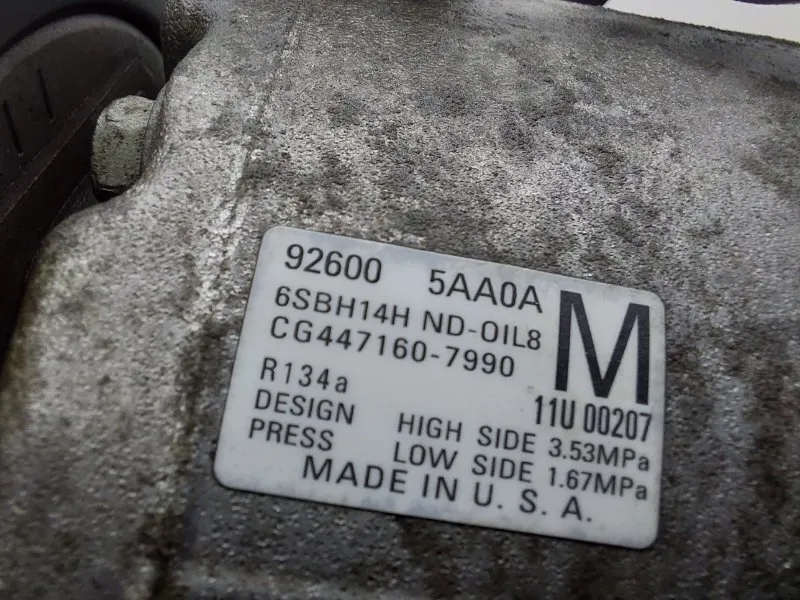 92600 5AA0A
6SBH14H ND-OIL8
CG447160-7990
M
R134a
11U 00207
DESIGN HIGH SIDE 3.53MPa
PRESS LOW SIDE 1.67MPa
MADE IN U. S. A.